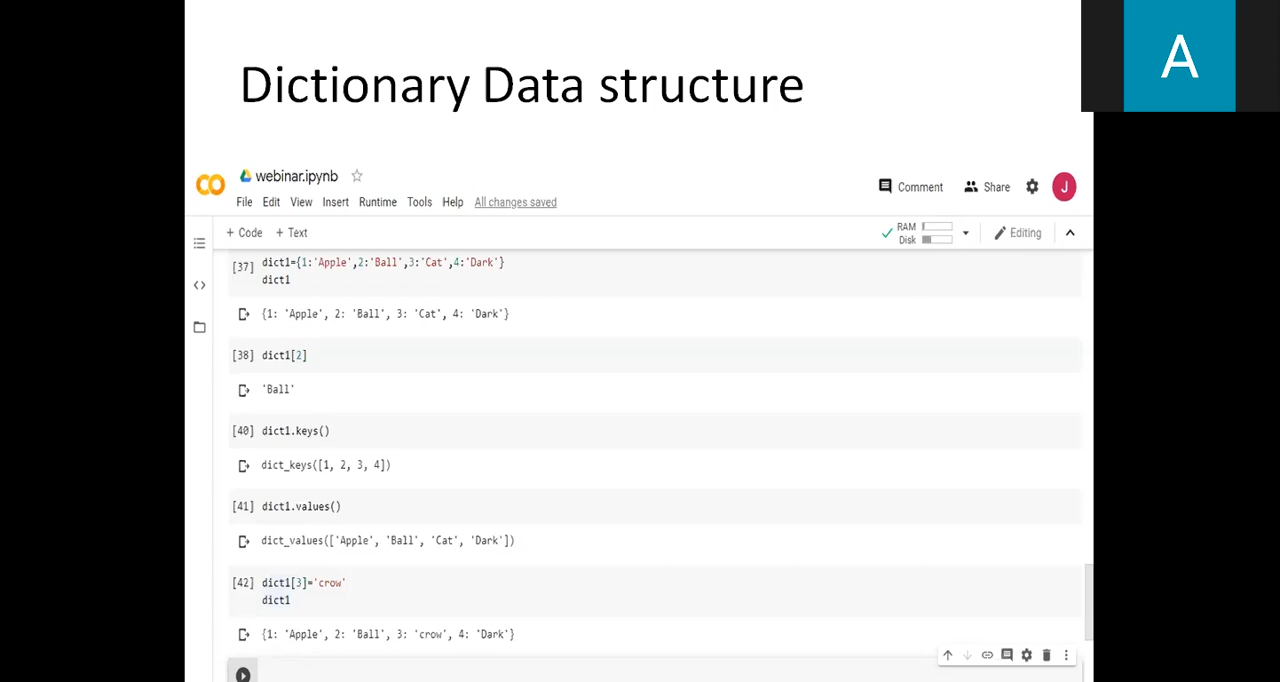 A
Dictionary Data structure
webinar.ipynb
File Edit View Insert Runtime Tools Help All changes saved
Comment Share J
+ Code + Text
RAM
Disk
Editing
[37] dict1={1:'Apple',2:'Ball',3:'Cat',4:'Dark'}
dict1
{1: 'Apple', 2: 'Ball', 3: 'Cat', 4: 'Dark'}
[38] dict1[2]
'Ball'
[40] dict1.keys()
dict_keys([1, 2, 3, 4])
[41] dict1.values()
dict_values(['Apple', 'Ball', 'Cat', 'Dark'])
[42] dict1[3]='crow'
dict1
{1: 'Apple', 2: 'Ball', 3: 'crow', 4: 'Dark'}